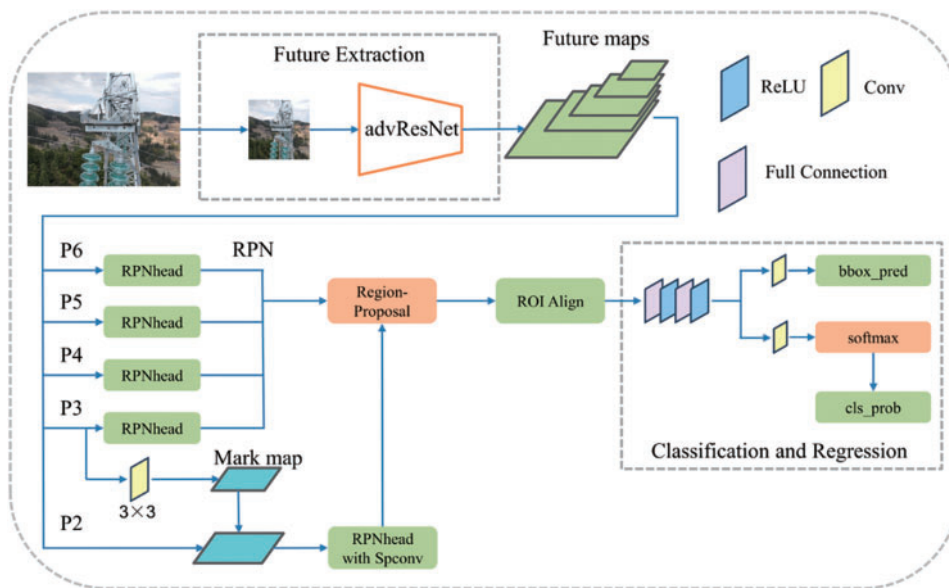 Future Extraction
Future maps
advResNet
ReLU
Conv
Full Connection
P6
RPNhead
RPN
P5
RPNhead
P4
RPNhead
P3
RPNhead
Region-
Proposal
ROI Align
bbox_pred
softmax
cls_prob
Classification and Regression
Mark map
3×3
P2
RPNhead
with Spconv